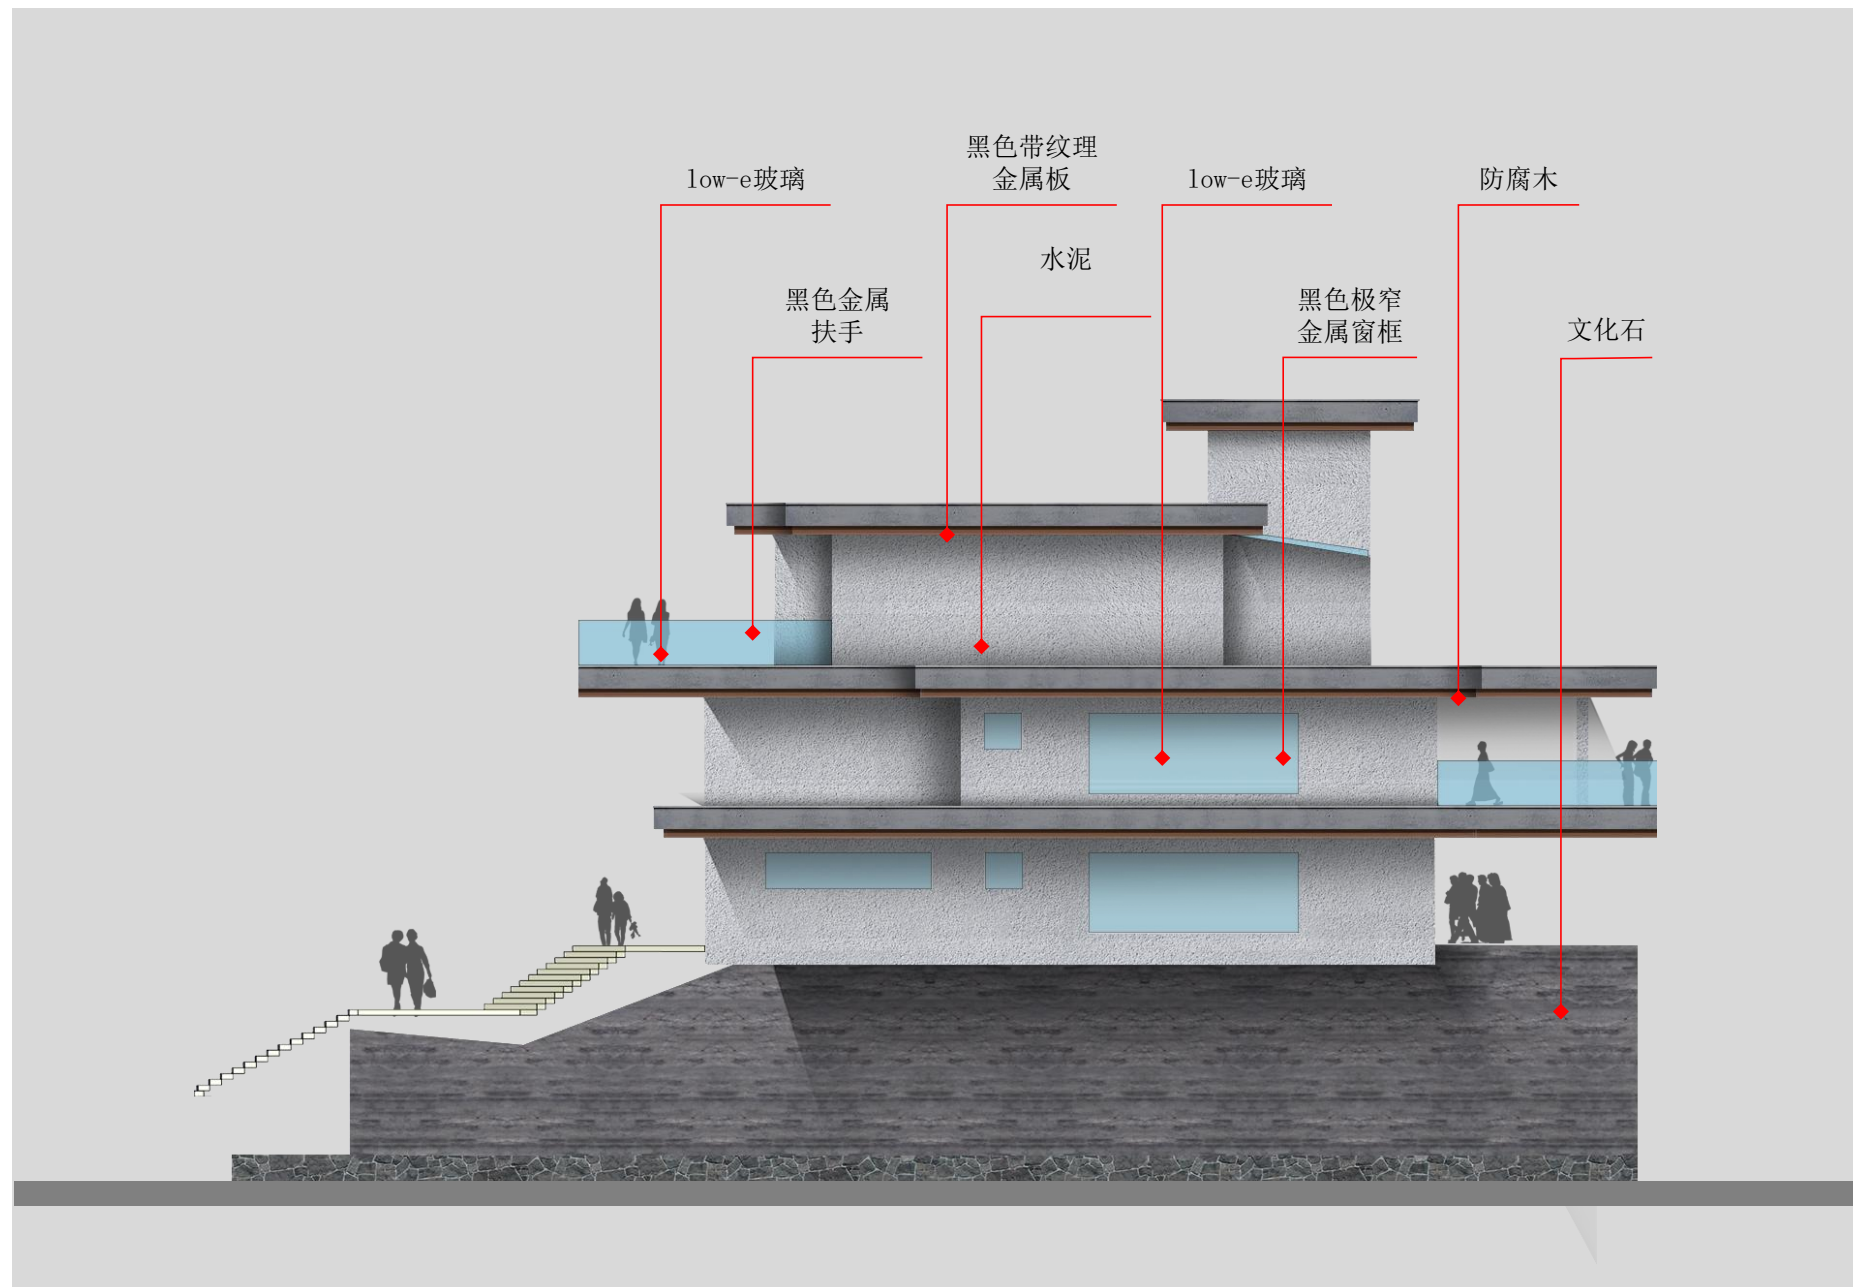 黑色带纹理
金属板
low-e玻璃
low-e玻璃
防腐木
水泥
黑色金属
扶手
黑色极窄
金属窗框
文化石